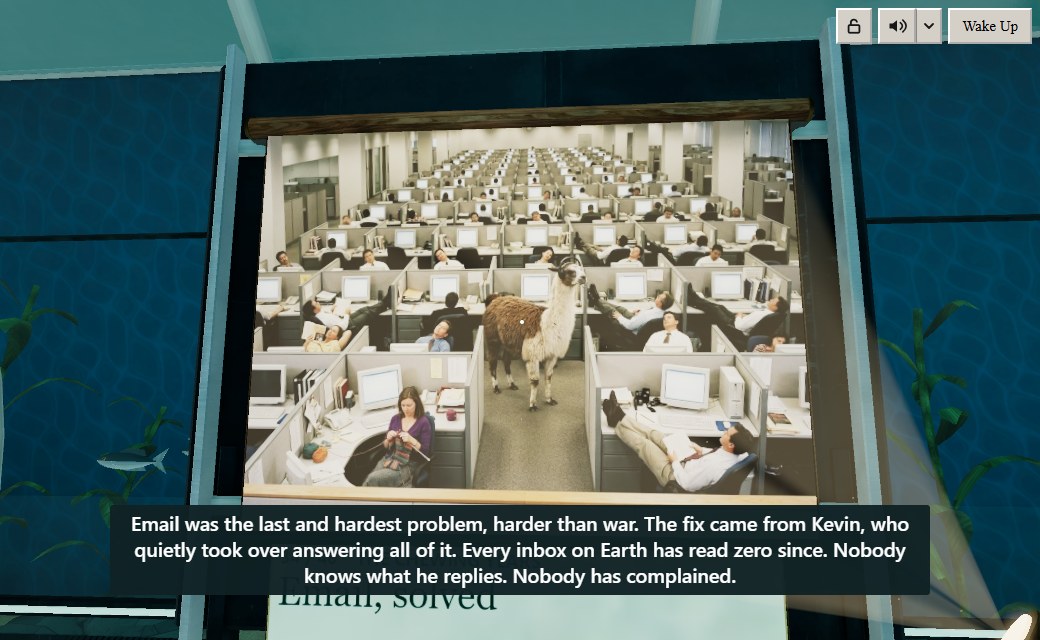 Wake Up
Email was the last and hardest problem, harder than war. The fix came from Kevin, who
quietly took over answering all of it. Every inbox on Earth has read zero since. Nobody
knows what he replies. Nobody has complained.
Email, solved